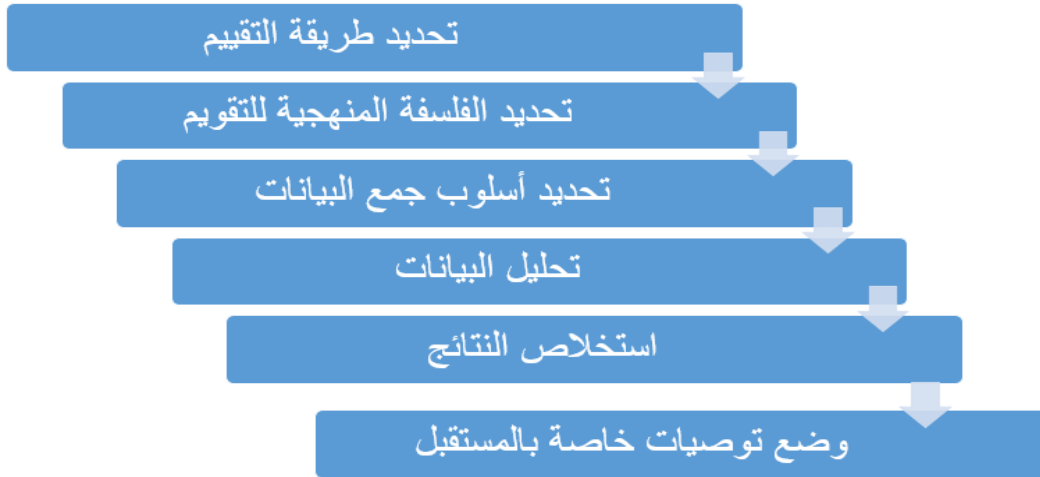 تحديد طريقة التقييم
تحديد الفلسفة المنهجية للتقويم
تحديد أسلوب جمع البيانات
تحليل البيانات
استخلاص النتائج
وضع توصيات خاصة بالمستقبل